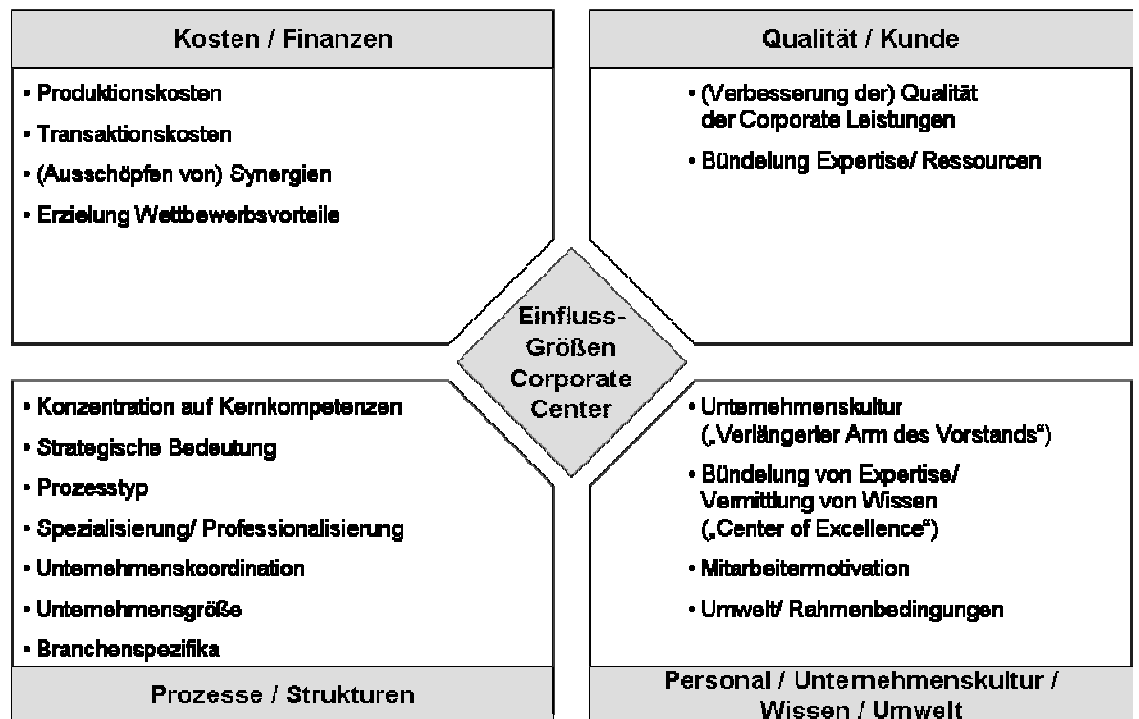 Kosten / Finanzen
• Produktionskosten
• Transaktionskosten
• (Ausschöpfen von) Synergien
• Erzielung Wettbewerbsvorteile
Qualität / Kunde
• (Verbesserung der) Qualität
der Corporate Leistungen
• Bündelung Expertise/ Ressourcen
Einfluss-
Größen
Corporate
Center
• Konzentration auf Kernkompetenzen
• Strategische Bedeutung
• Prozesstyp
• Spezialisierung/ Professionalisierung
• Unternehmenskoordination
• Unternehmensgröße
• Branchenspezifika
Prozesse / Strukturen
• Unternehmenskultur
(„Verlängerter Arm des Vorstands“)
• Bündelung von Expertise/
Vermittlung von Wissen
(„Center of Excellence“)
• Mitarbeitermotivation
• Umwelt/ Rahmenbedingungen
Personal / Unternehmenskultur /
Wissen / Umwelt